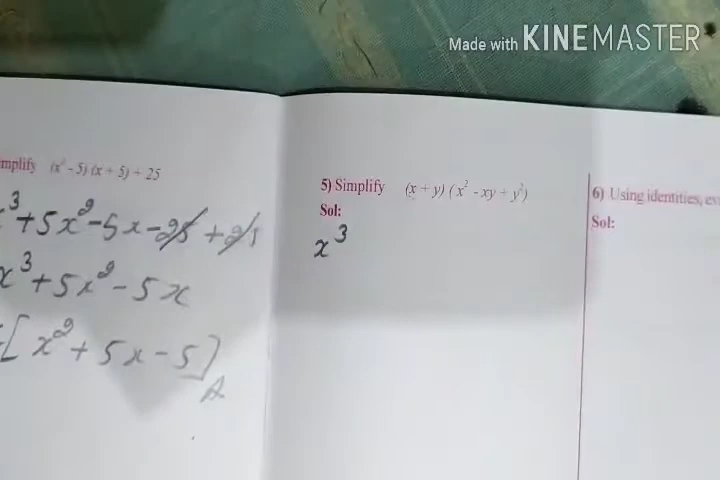 Made with KINEMASTER
mplify (x² - 5) (x + 5) + 25
x³ + 5x² - 5x - 25 + 25
x³ + 5x² - 5x
[x² + 5x - 5]
A
5) Simplify (x + y) (x² - xy + y²)
Sol:
x³
6) Using identities, ev
Sol: